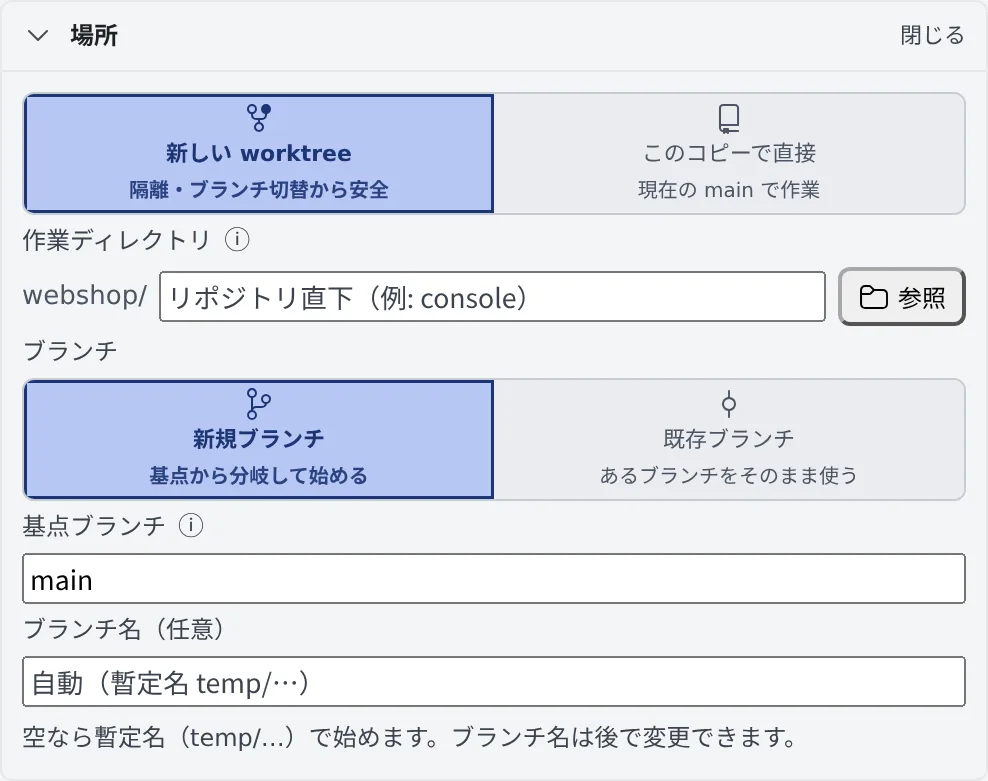 場所
閉じる
新しい worktree
隔離・ブランチ切替から安全
このコピーで直接
現在の main で作業
作業ディレクトリ ⓘ
webshop/
リポジトリ直下（例: console）
参照
ブランチ
新規ブランチ
基点から分岐して始める
既存ブランチ
あるブランチをそのまま使う
基点ブランチ ⓘ
main
ブランチ名（任意）
自動（暫定名 temp/…）
空なら暫定名（temp/…）で始めます。ブランチ名は後で変更できます。